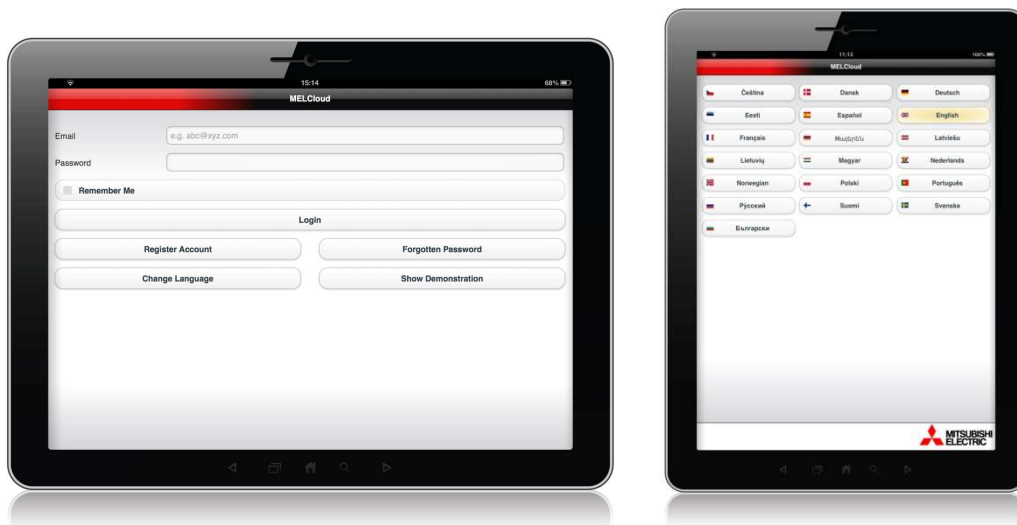 15:14
68%
MELCloud
Email
e.g. abc@xyz.com
Password
Remember Me
Login
Register Account
Forgotten Password
Change Language
Show Demonstration
11:13
100%
MELCloud
Čeština
Dansk
Deutsch
Eesti
Español
English
Français
Հայերեն
Latviešu
Lietuvių
Magyar
Nederlands
Norwegian
Polski
Português
Русский
Suomi
Svenska
Български
MITSUBISHI
ELECTRIC